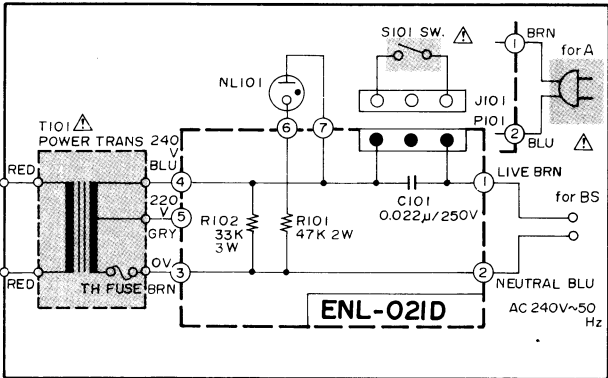 S101 SW.
1
BRN
for A
NL101
J101
P101
2
BLU
T101
POWER TRANS
240
V
BLU
6
7
RED
4
1
LIVE BRN
C101
0.022μ/250V
220
V
GRY
5
R102
33K
3W
R101
47K 2W
for BS
0V
BRN
3
2
NEUTRAL BLU
RED
TH FUSE
ENL-021D
AC 240V~50
Hz